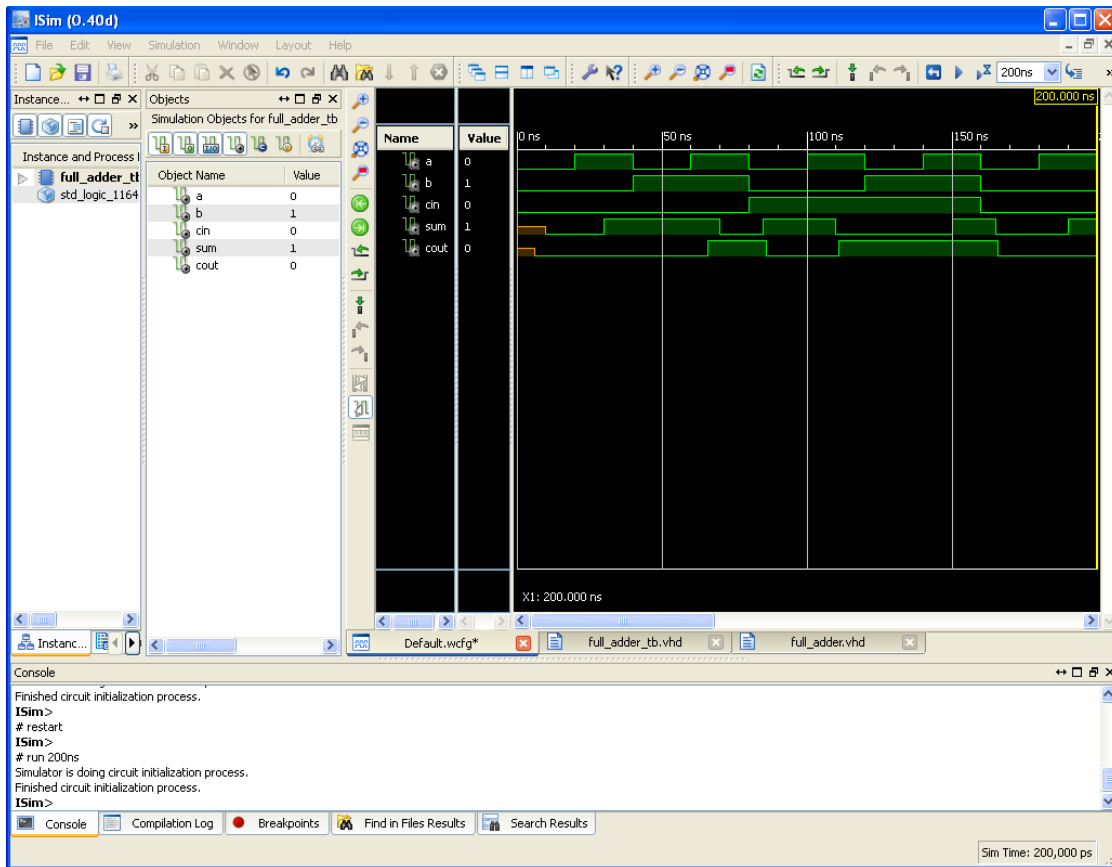 ISim (0.40d)
File Edit View Simulation Window Layout Help
200ns »
Instance...
»
Instance and Process
full_adder_tb
std_logic_1164
Instanc...
Objects
Simulation Objects for full_adder_tb
Object Name Value
a 0
b 1
cin 0
sum 1
cout 0
200.000 ns
Name Value
0 ns 50 ns 100 ns 150 ns
a 0
b 1
cin 0
sum 1
cout 0
X1: 200.000 ns
Default.wcfg* full_adder_tb.vhd full_adder.vhd
Console
Finished circuit initialization process.
ISim>
# restart
ISim>
# run 200ns
Simulator is doing circuit initialization process.
Finished circuit initialization process.
ISim>
Console Compilation Log Breakpoints Find in Files Results Search Results
Sim Time: 200,000 ps